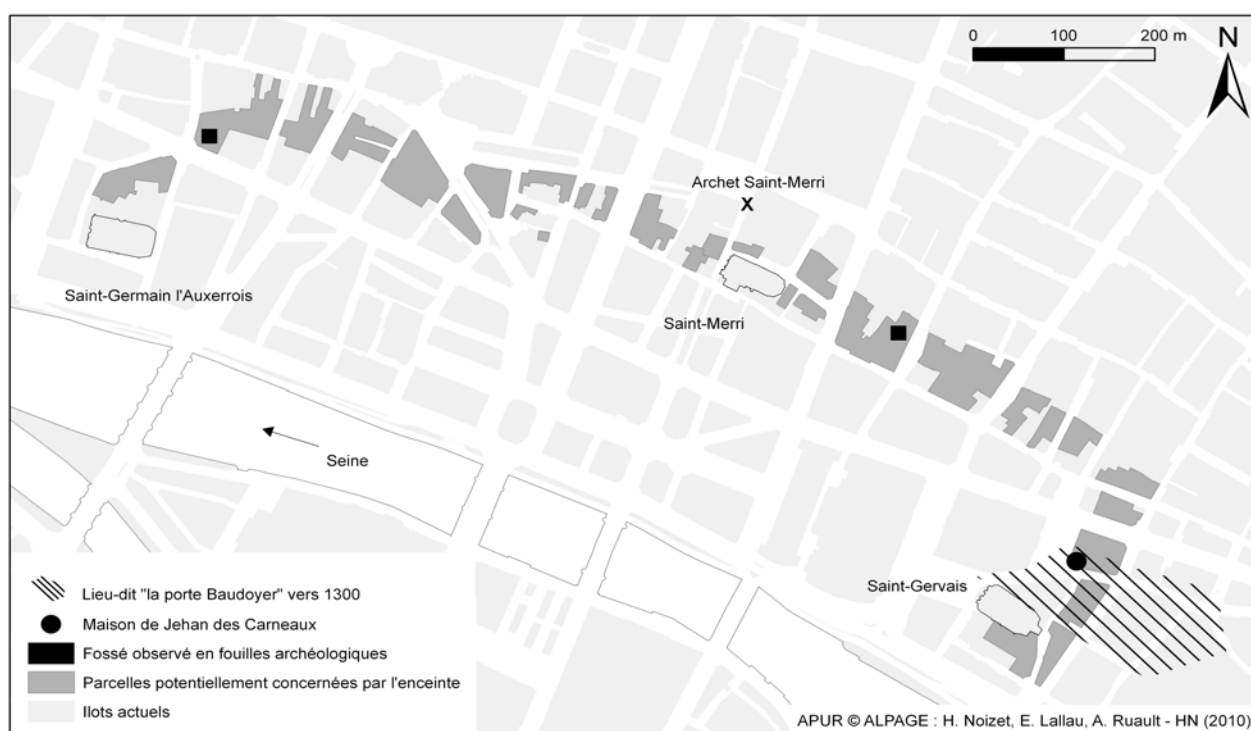 0 100 200 m
N
Archet Saint-Merri
X
Saint-Germain l'Auxerrois
Saint-Merri
Seine
Saint-Gervais
Lieu-dit "la porte Baudoyer" vers 1300
Maison de Jehan des Carneaux
Fossé observé en fouilles archéologiques
Parcelles potentiellement concernées par l'enceinte
Ilots actuels
APUR © ALPAGE : H. Noizet, E. Lallau, A. Ruault - HN (2010)